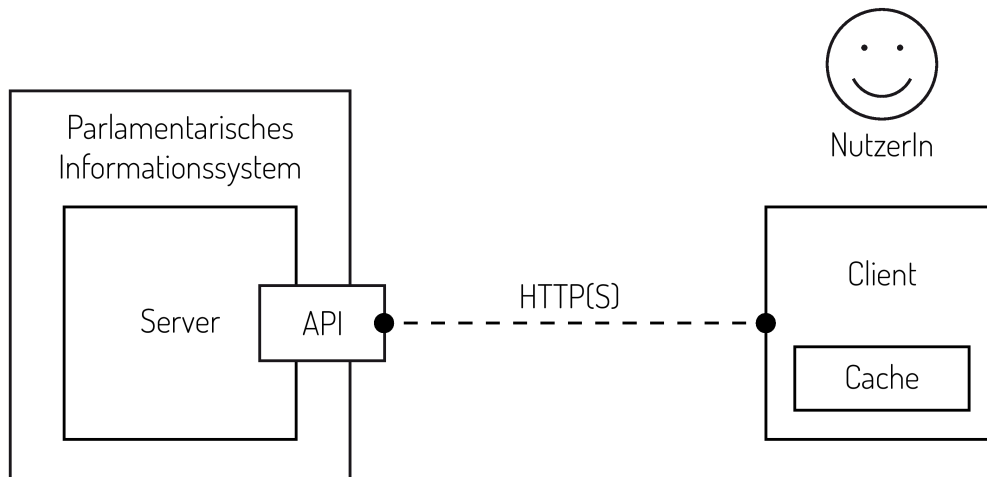 Parlamentarisches
Informationssystem
Server
API
HTTP(S)
NutzerIn
Client
Cache